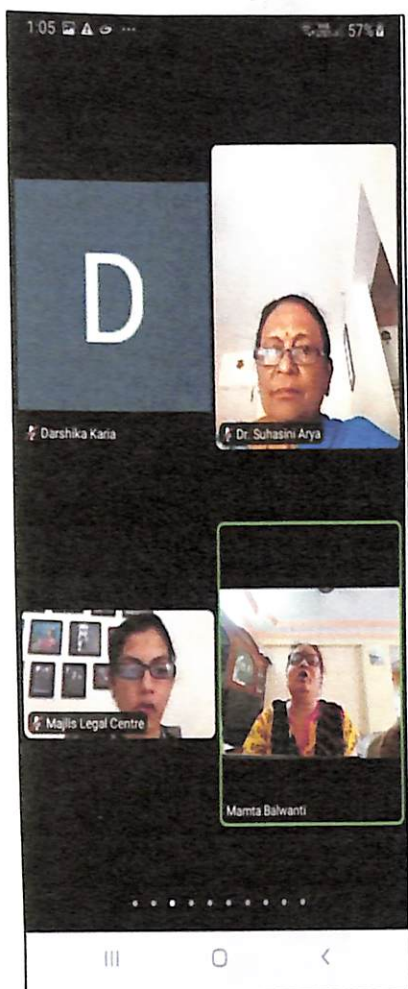 1:05 ... 57%
D
Darshika Karia
Dr. Suhasini Arya
Majlis Legal Centre
Mamta Balwanti